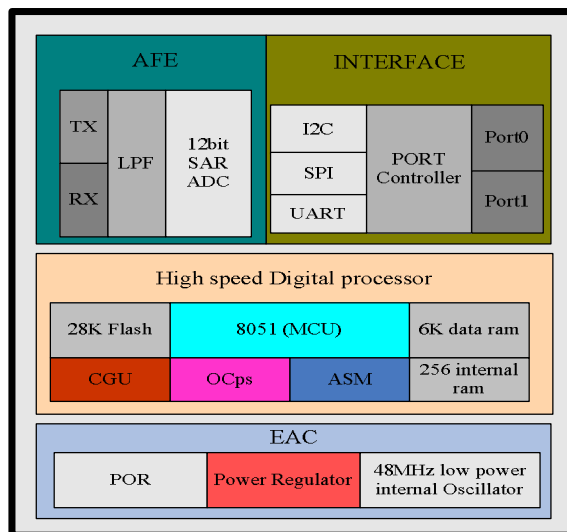 AFE
INTERFACE
TX
RX
LPF
12bit
SAR
ADC
I2C
SPI
UART
PORT
Controller
Port0
Port1
High speed Digital processor
28K Flash
8051 (MCU)
6K data ram
CGU
OCps
ASM
256 internal
ram
EAC
POR
Power Regulator
48MHz low power
internal Oscillator